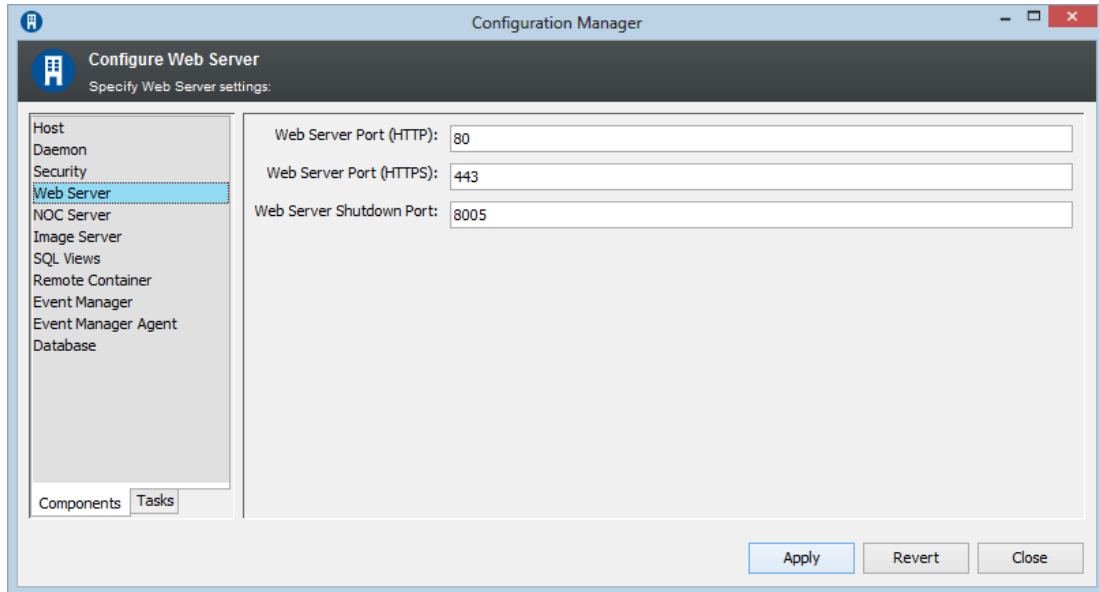 Configuration Manager
Configure Web Server
Specify Web Server settings:
Host
Daemon
Security
Web Server
NOC Server
Image Server
SQL Views
Remote Container
Event Manager
Event Manager Agent
Database
Components Tasks
Web Server Port (HTTP): 80
Web Server Port (HTTPS): 443
Web Server Shutdown Port: 8005
Apply Revert Close